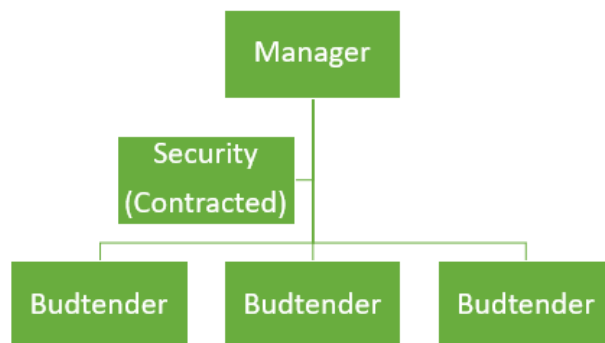 Manager
Security
(Contracted)
Budtender
Budtender
Budtender